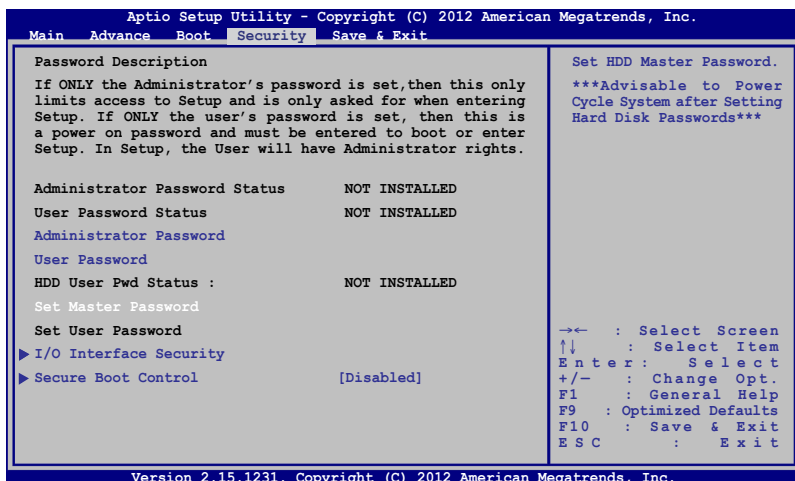 Aptio Setup Utility - Copyright (C) 2012 American Megatrends, Inc.
Main Advance Boot Security Save & Exit
Password Description
If ONLY the Administrator's password is set,then this only
limits access to Setup and is only asked for when entering
Setup. If ONLY the user's password is set, then this is
a power on password and must be entered to boot or enter
Setup. In Setup, the User will have Administrator rights.
Administrator Password Status NOT INSTALLED
User Password Status NOT INSTALLED
Administrator Password
User Password
HDD User Pwd Status : NOT INSTALLED
Set Master Password
Set User Password
I/O Interface Security
Secure Boot Control [Disabled]
Set HDD Master Password.
***Advisable to Power
Cycle System after Setting
Hard Disk Passwords***
→← : Select Screen
↑↓ : Select Item
Enter: Select
+/— : Change Opt.
F1 : General Help
F9 : Optimized Defaults
F10 : Save & Exit
ESC : Exit
Version 2.15.1231. Copyright (C) 2012 American Megatrends, Inc.